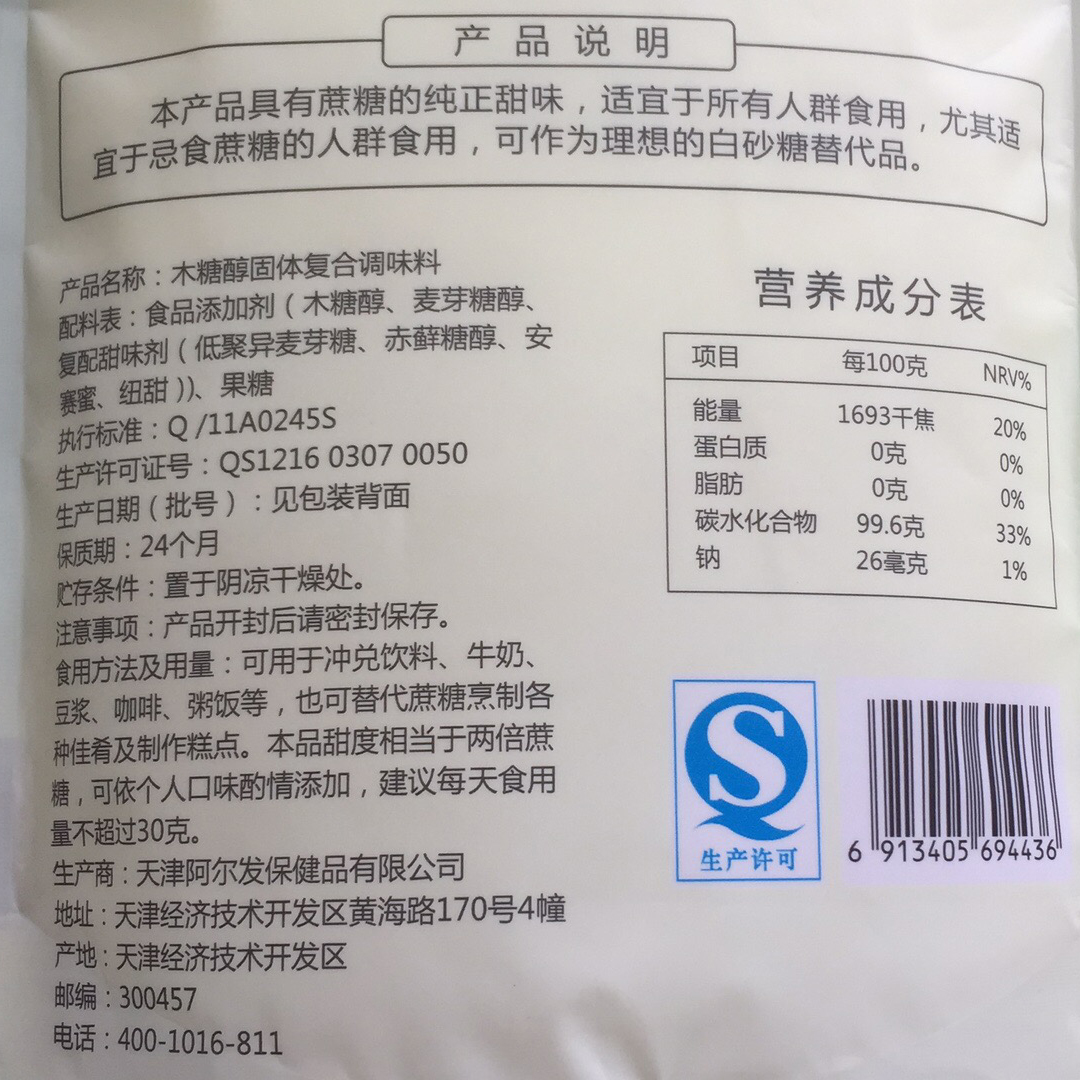 产品说明
本产品具有蔗糖的纯正甜味，适宜于所有人群食用，尤其适
宜于忌食蔗糖的人群食用，可作为理想的白砂糖替代品。
产品名称：木糖醇固体复合调味料
配料表：食品添加剂（木糖醇、麦芽糖醇、
复配甜味剂（低聚异麦芽糖、赤藓糖醇、安
赛蜜、纽甜））、果糖
执行标准：Q /11A0245S
生产许可证号：QS1216 0307 0050
生产日期（批号）：见包装背面
保质期：24个月
贮存条件：置于阴凉干燥处。
注意事项：产品开封后请密封保存。
食用方法及用量：可用于冲兑饮料、牛奶、
豆浆、咖啡、粥饭等，也可替代蔗糖烹制各
种佳肴及制作糕点。本品甜度相当于两倍蔗
糖，可依个人口味酌情添加，建议每天食用
量不超过30克。
生产商：天津阿尔发保健品有限公司
地址：天津经济技术开发区黄海路170号4幢
产地：天津经济技术开发区
邮编：300457
电话：400-1016-811
营养成分表
项目 每100克 NRV%
能量 1693千焦 20%
蛋白质 0克 0%
脂肪 0克 0%
碳水化合物 99.6克 33%
钠 26毫克 1%
生产许可
6 913405 694436